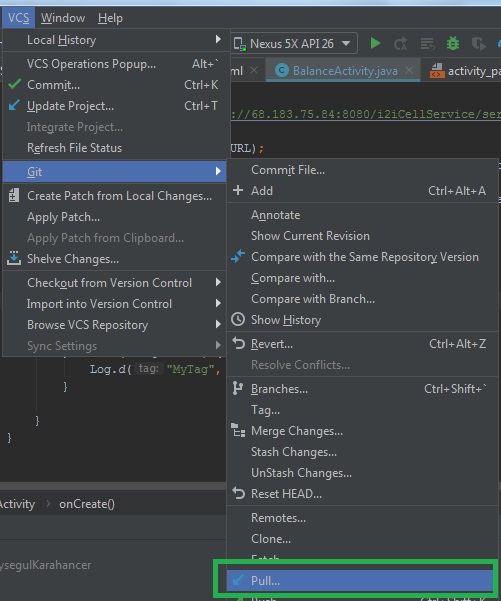 VCS Window Help
Nexus 5X API 26
BalanceActivity.java
activity_pa
Local History
VCS Operations Popup... Alt+`
Commit... Ctrl+K
Update Project... Ctrl+T
Integrate Project...
Refresh File Status
Git
Create Patch from Local Changes...
Apply Patch...
Apply Patch from Clipboard...
Shelve Changes...
Checkout from Version Control
Import into Version Control
Browse VCS Repository
Sync Settings
://68.183.75.84:8080/i2iCellService/ser
URL);
Commit File...
Add Ctrl+Alt+A
Annotate
Show Current Revision
Compare with the Same Repository Version
Compare with...
Compare with Branch...
Show History
Revert... Ctrl+Alt+Z
Resolve Conflicts...
Branches... Ctrl+Shift+`
Tag...
Merge Changes...
Stash Changes...
UnStash Changes...
Reset HEAD...
Remotes...
Clone...
Fetch...
Pull...
Push... Ctrl+Shift+K
Log.d( tag: "MyTag",
}
}
}
Activity > onCreate()
ysegulKarahancer